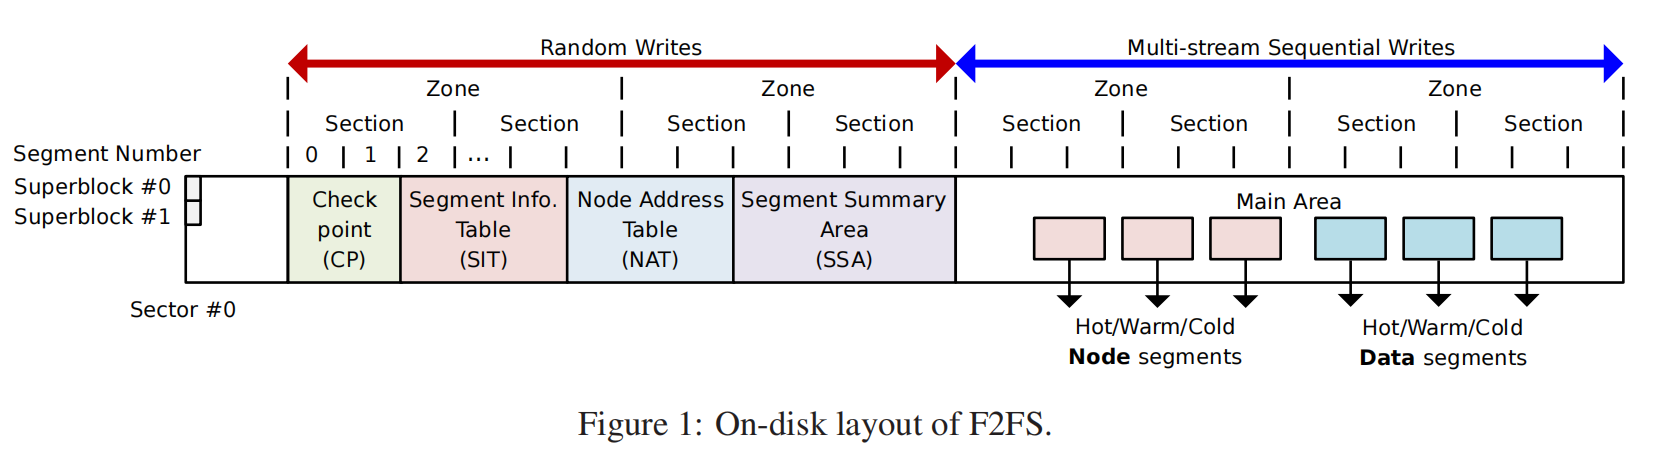 Random Writes
Multi-stream Sequential Writes
Zone
Zone
Zone
Zone
Section
Section
Section
Section
Section
Section
Section
Section
Segment Number
0
1
2
...
Superblock #0
Superblock #1
Check
point
(CP)
Segment Info.
Table
(SIT)
Node Address
Table
(NAT)
Segment Summary
Area
(SSA)
Main Area
Sector #0
Hot/Warm/Cold
Node segments
Hot/Warm/Cold
Data segments
Figure 1: On-disk layout of F2FS.